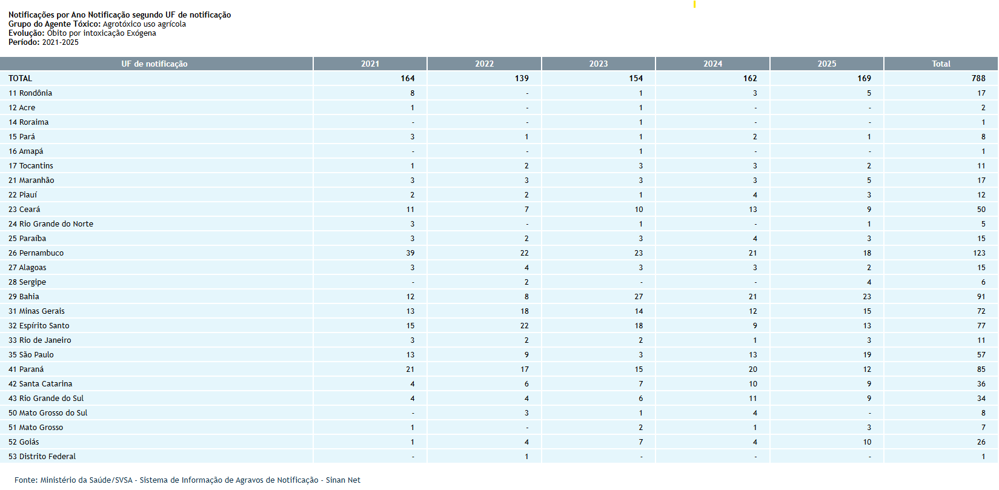 Notificações por Ano Notificação segundo UF de notificação
Grupo do Agente Tóxico: Agrotóxico uso agrícola
Evolução: Óbito por intoxicação Exógena
Período: 2021-2025
UF de notificação 2021 2022 2023 2024 2025 Total
TOTAL 164 139 154 162 169 788
11 Rondônia 8 - 1 3 5 17
12 Acre 1 - 1 - - 2
14 Roraima - - 1 - - 1
15 Pará 3 1 1 2 1 8
16 Amapá - - 1 - - 1
17 Tocantins 1 2 3 3 2 11
21 Maranhão 3 3 3 3 5 17
22 Piauí 2 2 1 4 3 12
23 Ceará 11 7 10 13 9 50
24 Rio Grande do Norte 3 - 1 - 1 5
25 Paraíba 3 2 3 4 3 15
26 Pernambuco 39 22 23 21 18 123
27 Alagoas 3 4 3 3 2 15
28 Sergipe - 2 - - 4 6
29 Bahia 12 8 27 21 23 91
31 Minas Gerais 13 18 14 12 15 72
32 Espírito Santo 15 22 18 9 13 77
33 Rio de Janeiro 3 2 2 1 3 11
35 São Paulo 13 9 3 13 19 57
41 Paraná 21 17 15 20 12 85
42 Santa Catarina 4 6 7 10 9 36
43 Rio Grande do Sul 4 4 6 11 9 34
50 Mato Grosso do Sul - 3 1 4 - 8
51 Mato Grosso 1 - 2 1 3 7
52 Goiás 1 4 7 4 10 26
53 Distrito Federal - 1 - - - 1
Fonte: Ministério da Saúde/SVSA - Sistema de Informação de Agravos de Notificação - Sinan Net